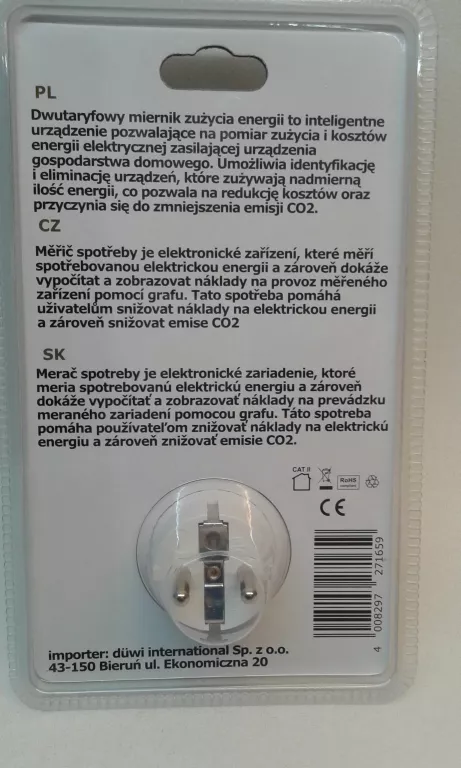 PL
Dwutaryfowy miernik zużycia energii to inteligentne
urządzenie pozwalające na pomiar zużycia i kosztów
energii elektrycznej zasilającej urządzenia
gospodarstwa domowego. Umożliwia identyfikację
i eliminację urządzeń, które zużywają nadmierną
ilość energii, co pozwala na redukcję kosztów oraz
przyczynia się do zmniejszenia emisji CO2.
CZ
Měřič spotřeby je elektronické zařízení, které měří
spotřebovanou elektrickou energii a zároveň dokáže
vypočítat a zobrazovat náklady na provoz měřeného
zařízení pomocí grafu. Tato spotřeba pomáhá
uživatelům snižovat náklady na elektrickou energii
a zároveň snižovat emise CO2
SK
Merač spotreby je elektronické zariadenie, ktoré
meria spotrebovanú elektrickú energiu a zároveň
dokáže vypočítať a zobrazovať náklady na prevádzku
meraného zariadení pomocou grafu. Táto spotreba
pomáha používateľom znižovať náklady na elektrickú
energiu a zároveň znižovať emisie CO2.
CAT II
RoHS
compliant
CE
4 008297 271659
importer: düwi international Sp. z o.o.
43-150 Bieruń ul. Ekonomiczna 20